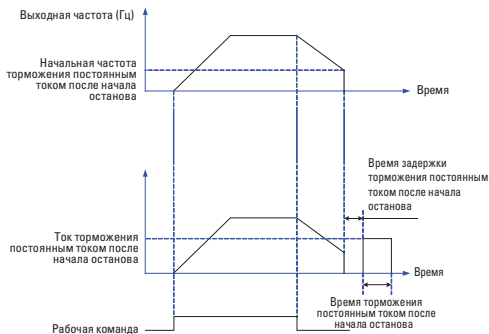 Выходная частота (Гц)
Начальная частота
торможения постоянным
током после начала
останова
Время
Время задержки
торможения постоянным
током после начала
останова
Ток торможения
постоянным током после
начала останова
Время
Время торможения
постоянным током после
начала останова
Рабочая команда